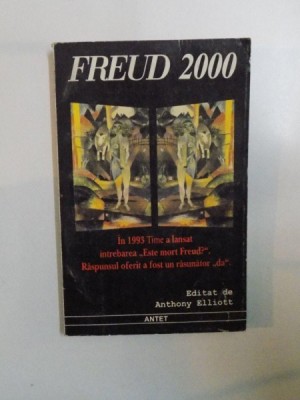 FREUD 2000
În 1993 Time a lansat
întrebarea „Este mort Freud?".
Răspunsul oferit a fost un răsunător „da".
Editat de
Anthony Elliott
ANTET